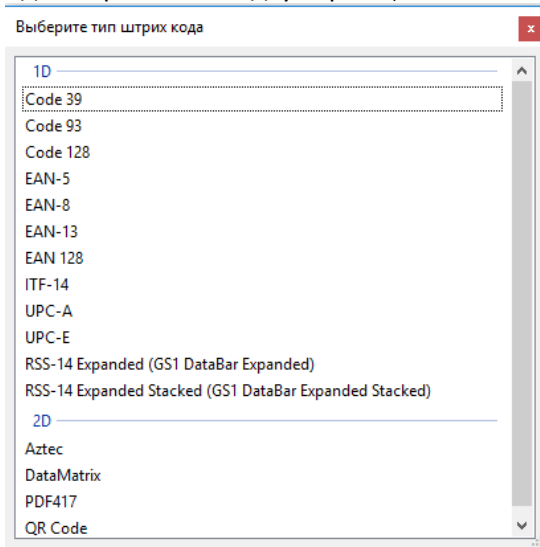 Выберите тип штрих кода
x
1D
Code 39
Code 93
Code 128
EAN-5
EAN-8
EAN-13
EAN 128
ITF-14
UPC-A
UPC-E
RSS-14 Expanded (GS1 DataBar Expanded)
RSS-14 Expanded Stacked (GS1 DataBar Expanded Stacked)
2D
Aztec
DataMatrix
PDF417
QR Code